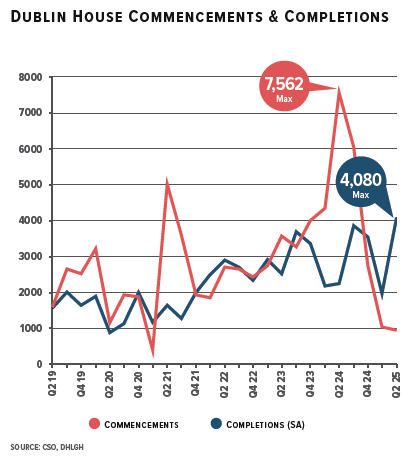 Dublin House Commencements & Completions
7,562
Max
4,080
Max
8000
7000
6000
5000
4000
3000
2000
1000
0
Q2 19
Q4 19
Q2 20
Q4 20
Q2 21
Q4 21
Q2 22
Q4 22
Q2 23
Q4 23
Q2 24
Q4 24
Q2 25
Commencements
Completions (SA)
SOURCE: CSO, DHLGH